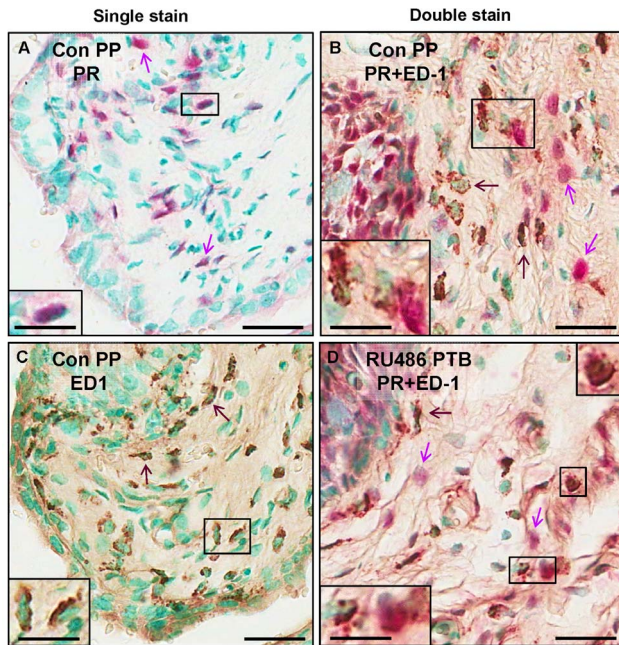 Single stain
Double stain
A
Con PP
PR
B
Con PP
PR+ED-1
C
Con PP
ED1
D
RU486 PTB
PR+ED-1